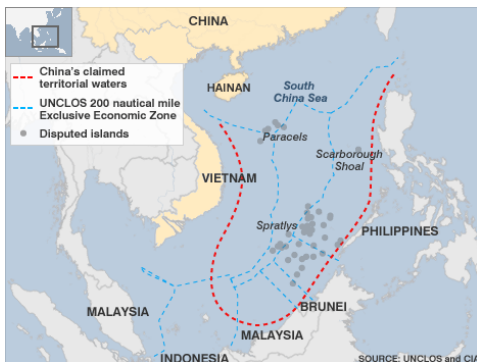 CHINA
China's claimed
territorial waters
UNCLOS 200 nautical mile
Exclusive Economic Zone
Disputed islands
HAINAN
South
China Sea
Paracels
Scarborough
Shoal
VIETNAM
Spratlys
PHILIPPINES
MALAYSIA
BRUNEI
MALAYSIA
INDONESIA
SOURCE: UNCLOS and CIA